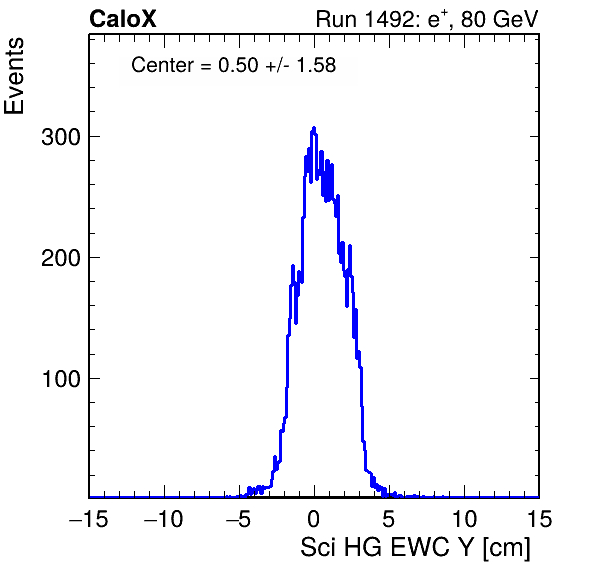 CaloX Run 1492: e⁺, 80 GeV
Center = 0.50 +/- 1.58
Events
300
200
100
−15 −10 −5 0 5 10 15
Sci HG EWC Y [cm]